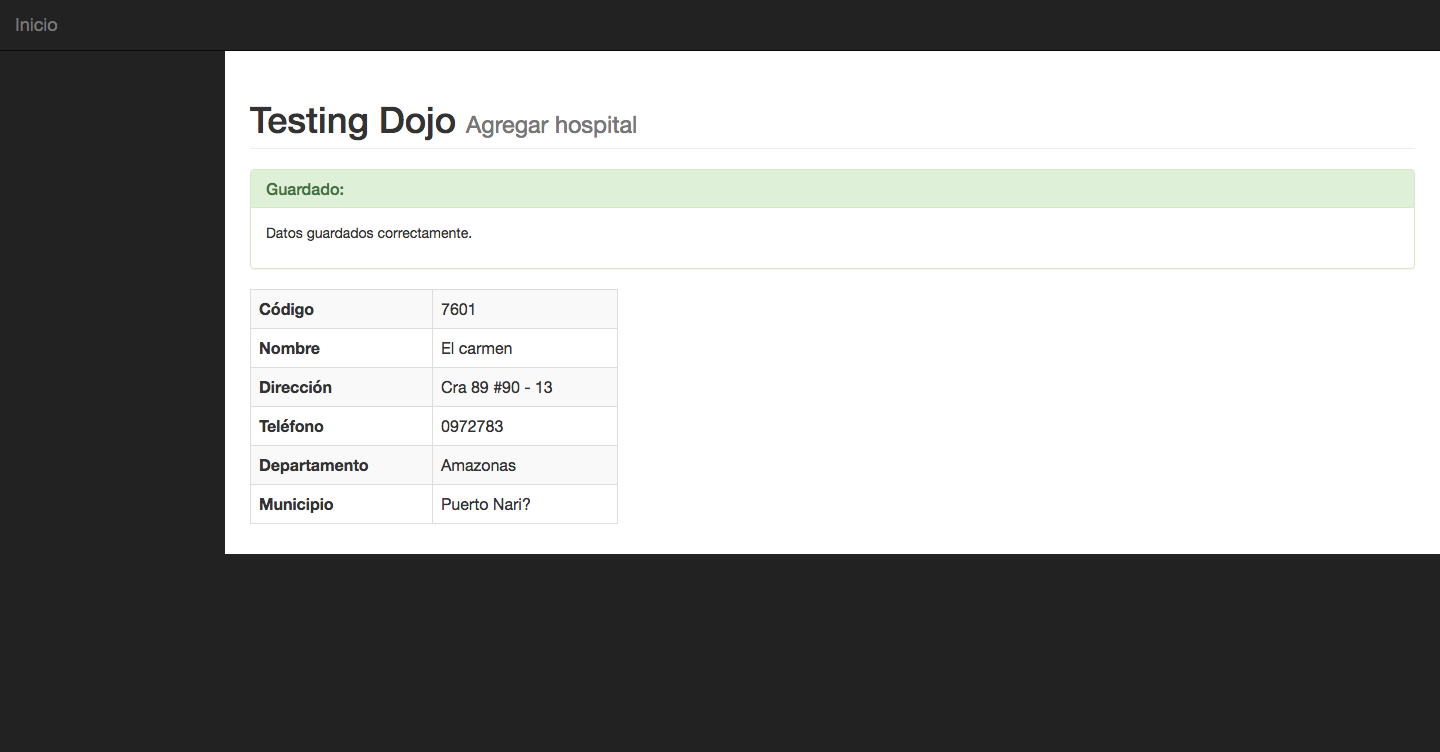 Inicio
Testing Dojo Agregar hospital
Guardado:
Datos guardados correctamente.
Código 7601
Nombre El carmen
Dirección Cra 89 #90 - 13
Teléfono 0972783
Departamento Amazonas
Municipio Puerto Nari?